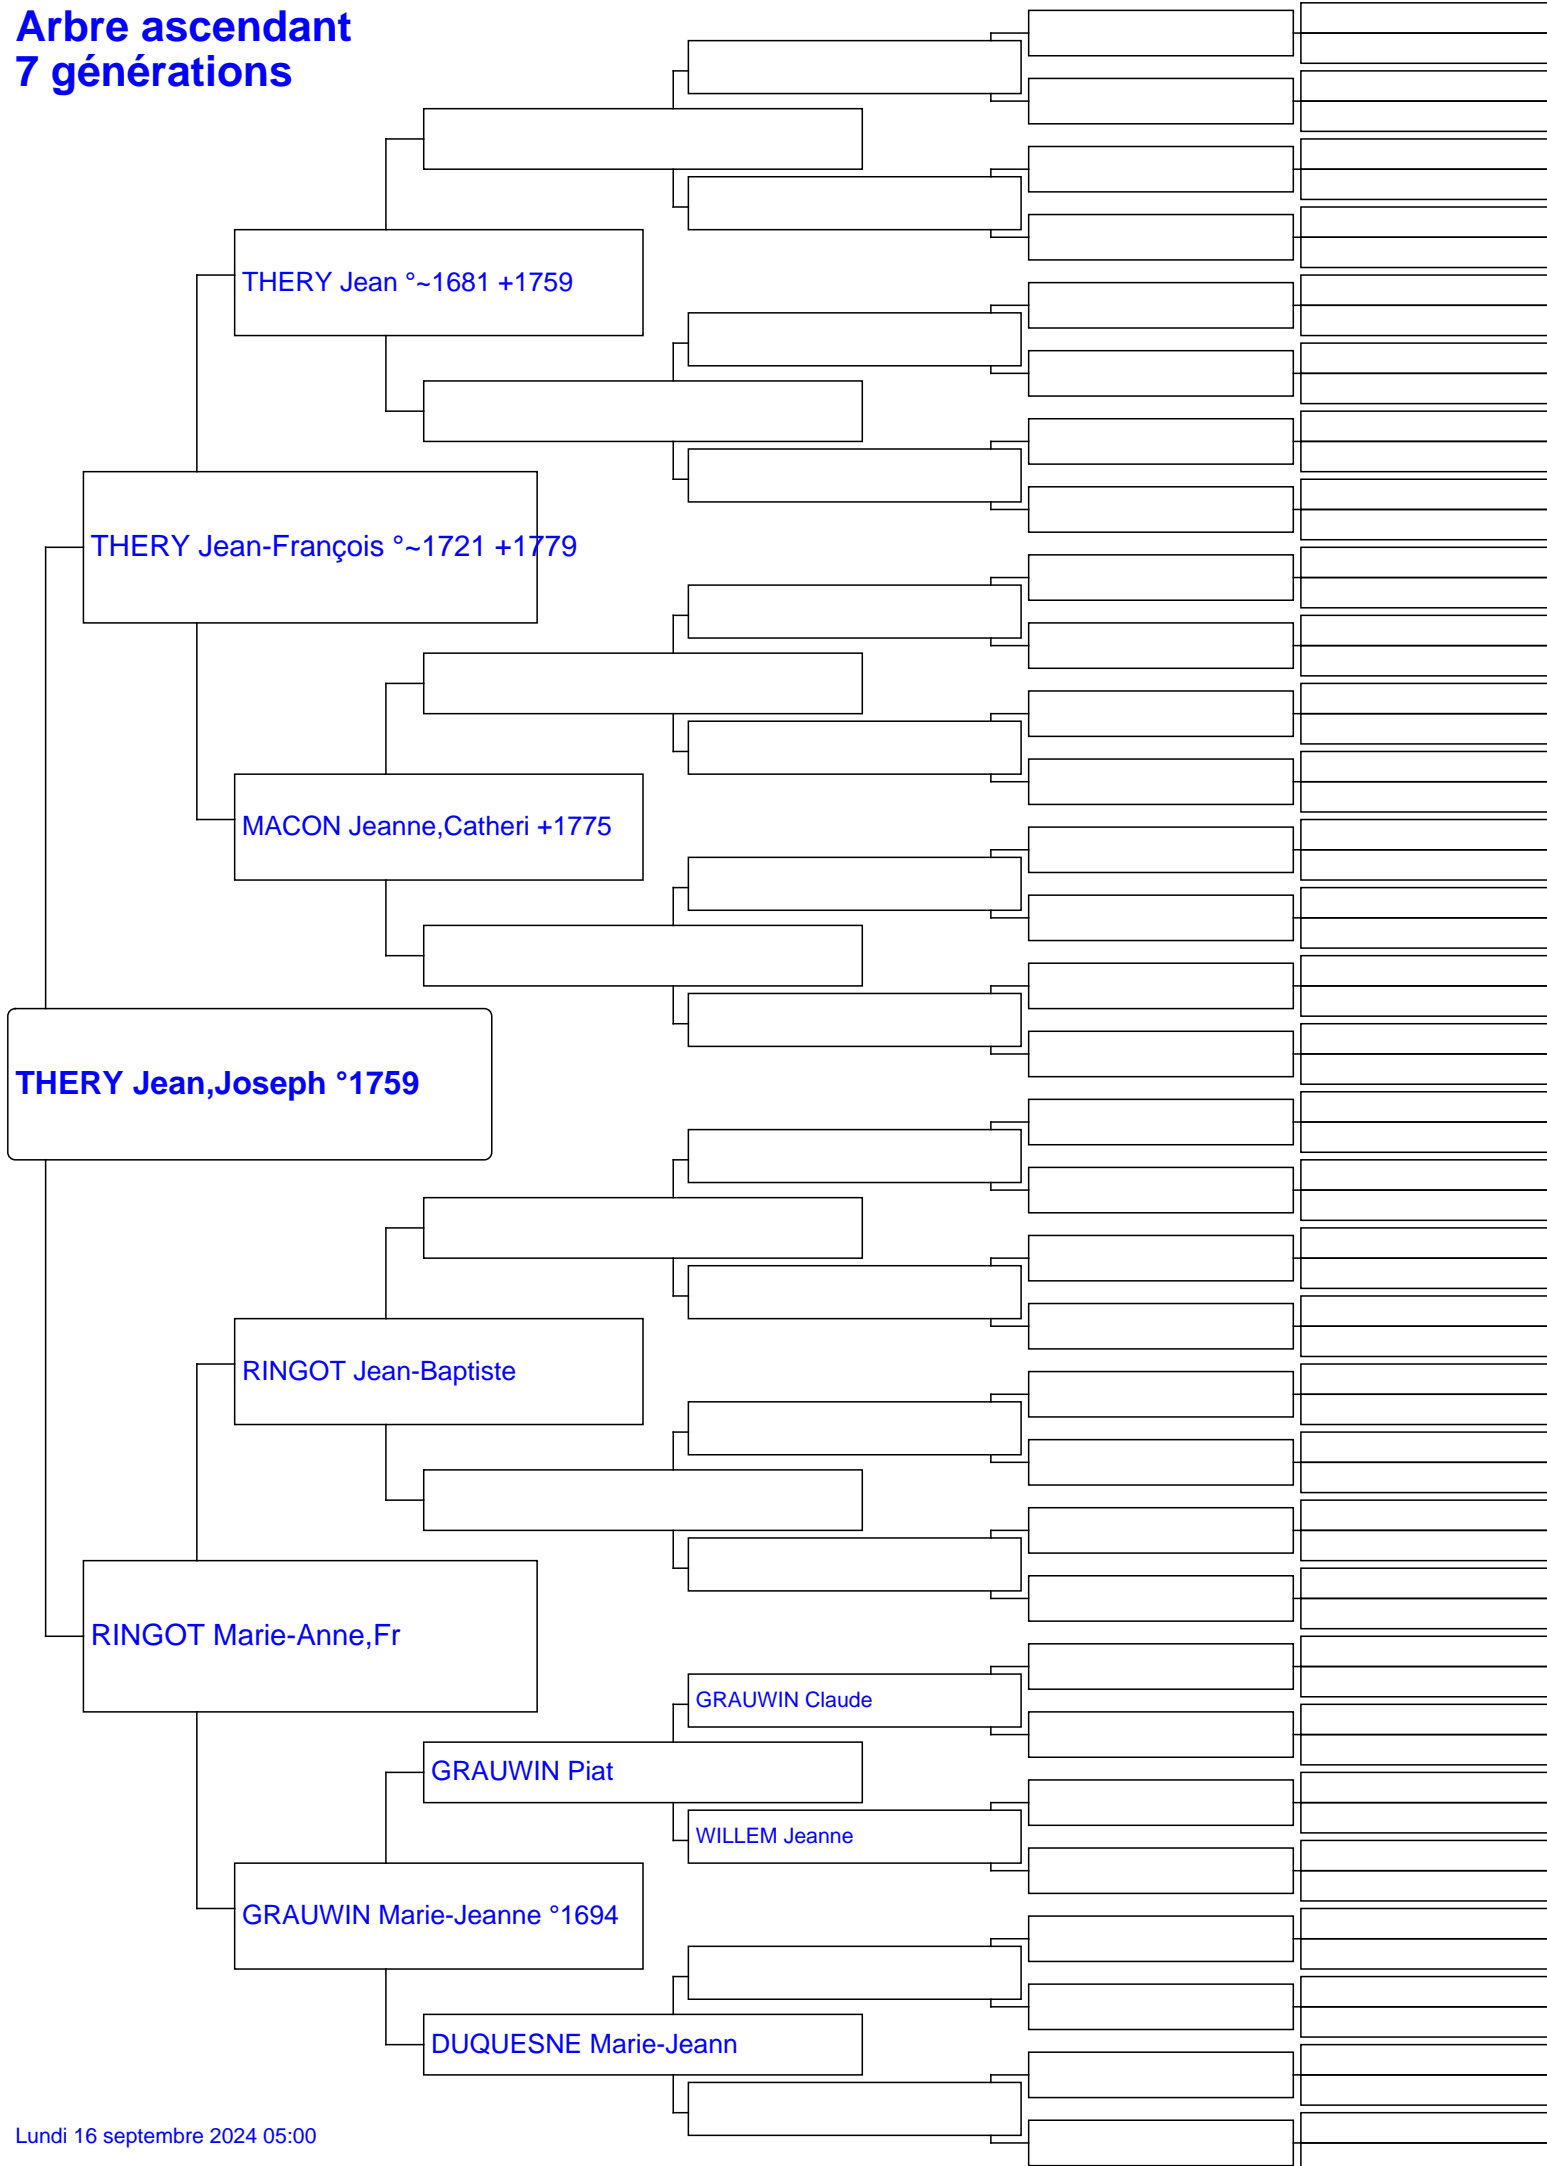 Arbre ascendant
7 générations
THERY Jean °~1681 +1759
THERY Jean-François °~1721 +1779
MACON Jeanne,Catheri +1775
THERY Jean,Joseph °1759
RINGOT Jean-Baptiste
RINGOT Marie-Anne,Fr
GRAUWIN Claude
GRAUWIN Piat
WILLEM Jeanne
GRAUWIN Marie-Jeanne °1694
DUQUESNE Marie-Jeann
Lundi 16 septembre 2024 05:00